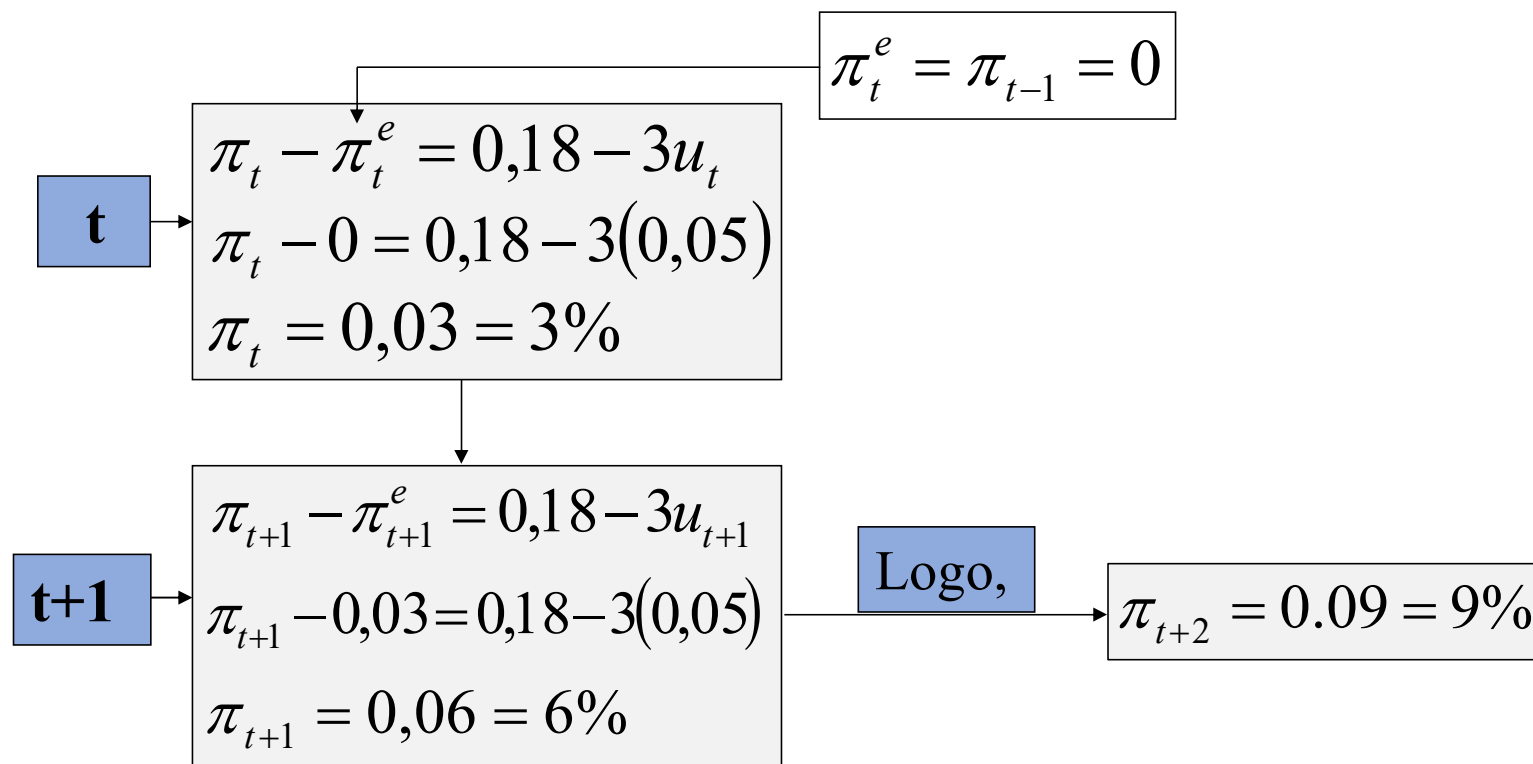 π_t^e = π_{t−1} = 0
t
π_t − π_t^e = 0,18 − 3u_t
π_t − 0 = 0,18 − 3(0,05)
π_t = 0,03 = 3%
t+1
π_{t+1} − π_{t+1}^e = 0,18 − 3u_{t+1}
π_{t+1} − 0,03 = 0,18 − 3(0,05)
π_{t+1} = 0,06 = 6%
Logo,
π_{t+2} = 0.09 = 9%